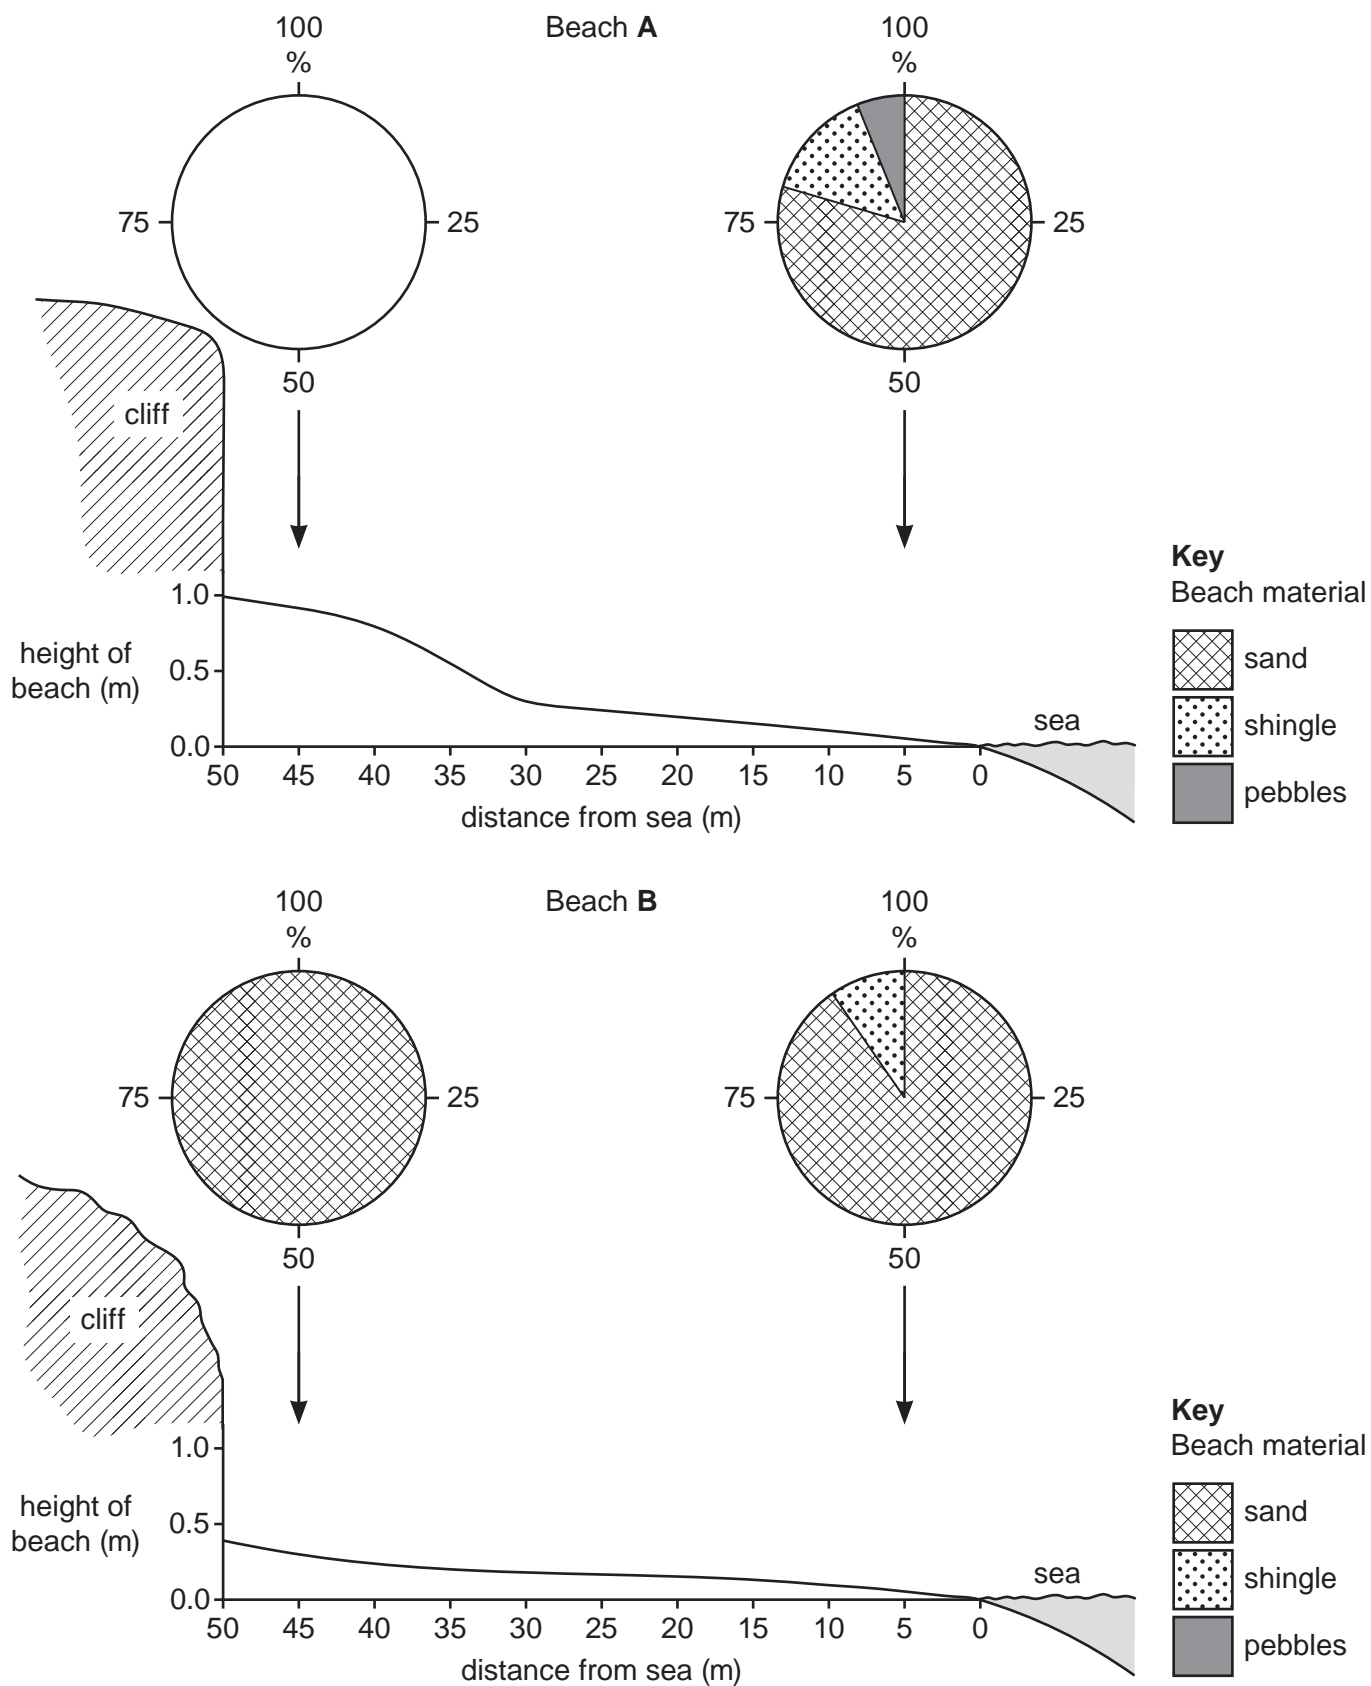 Beach A
100
%
75
25
50
100
%
75
25
50
cliff
Key
Beach material
sand
shingle
pebbles
height of
beach (m)
1.0
0.5
0.0
sea
50 45 40 35 30 25 20 15 10 5 0
distance from sea (m)
Beach B
100
%
75
25
50
100
%
75
25
50
cliff
Key
Beach material
sand
shingle
pebbles
height of
beach (m)
1.0
0.5
0.0
sea
50 45 40 35 30 25 20 15 10 5 0
distance from sea (m)